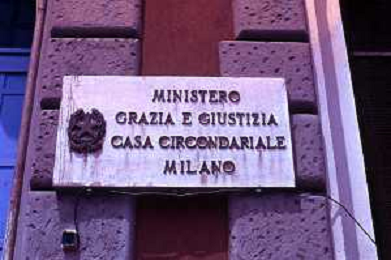 MINISTERO
GRAZIA E GIUSTIZIA
CASA CIRCONDARIALE
MILANO